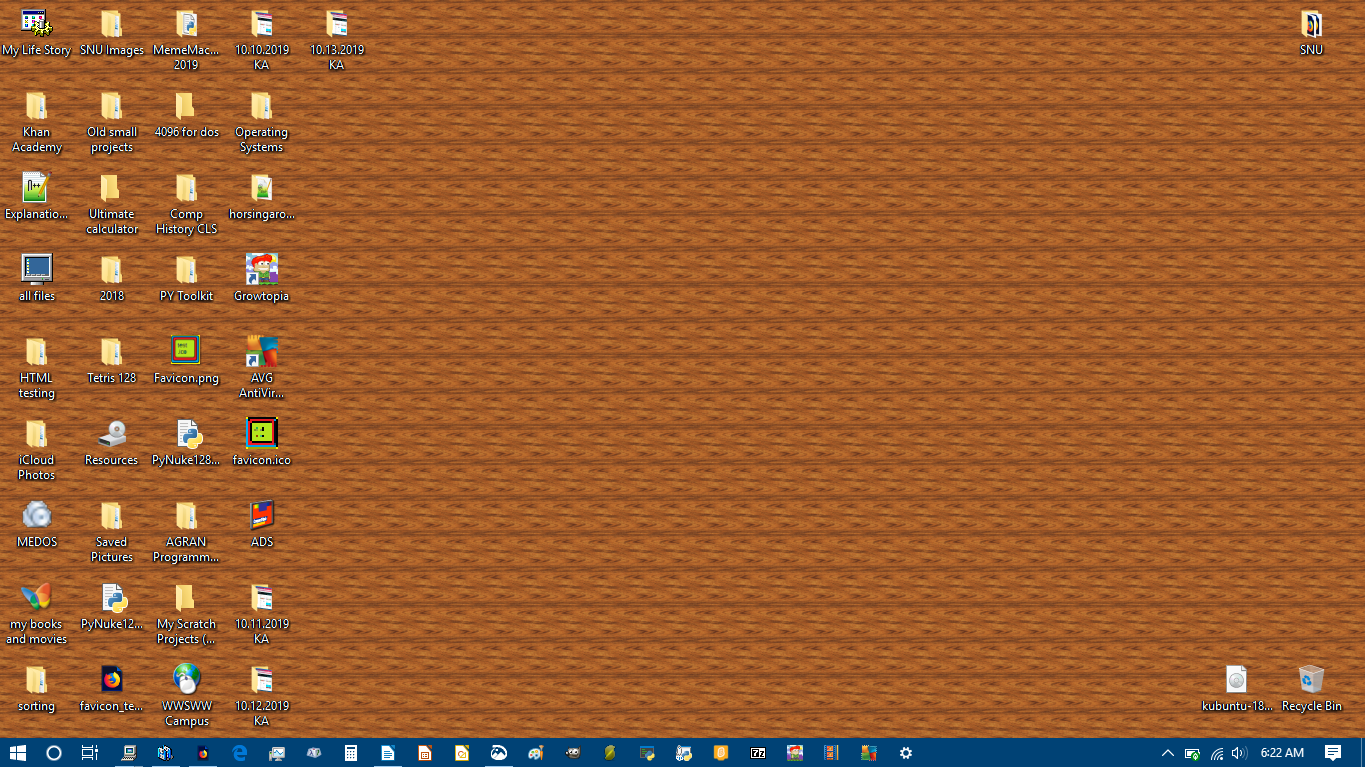 My Life Story
SNU Images
MemeMac...
2019
10.10.2019
KA
10.13.2019
KA
SNU
Khan
Academy
Old small
projects
4096 for dos
Operating
Systems
Explanatio...
Ultimate
calculator
Comp
History CLS
horsingaro...
all files
2018
PY Toolkit
Growtopia
HTML
testing
Tetris 128
Favicon.png
AVG
AntiVir...
iCloud
Photos
Resources
PyNuke128...
favicon.ico
MEDOS
Saved
Pictures
AGRAN
Programm...
ADS
my books
and movies
PyNuke12...
My Scratch
Projects (...
10.11.2019
KA
sorting
favicon_te...
WWSWW
Campus
10.12.2019
KA
kubuntu-18...
Recycle Bin
7z
6:22 AM